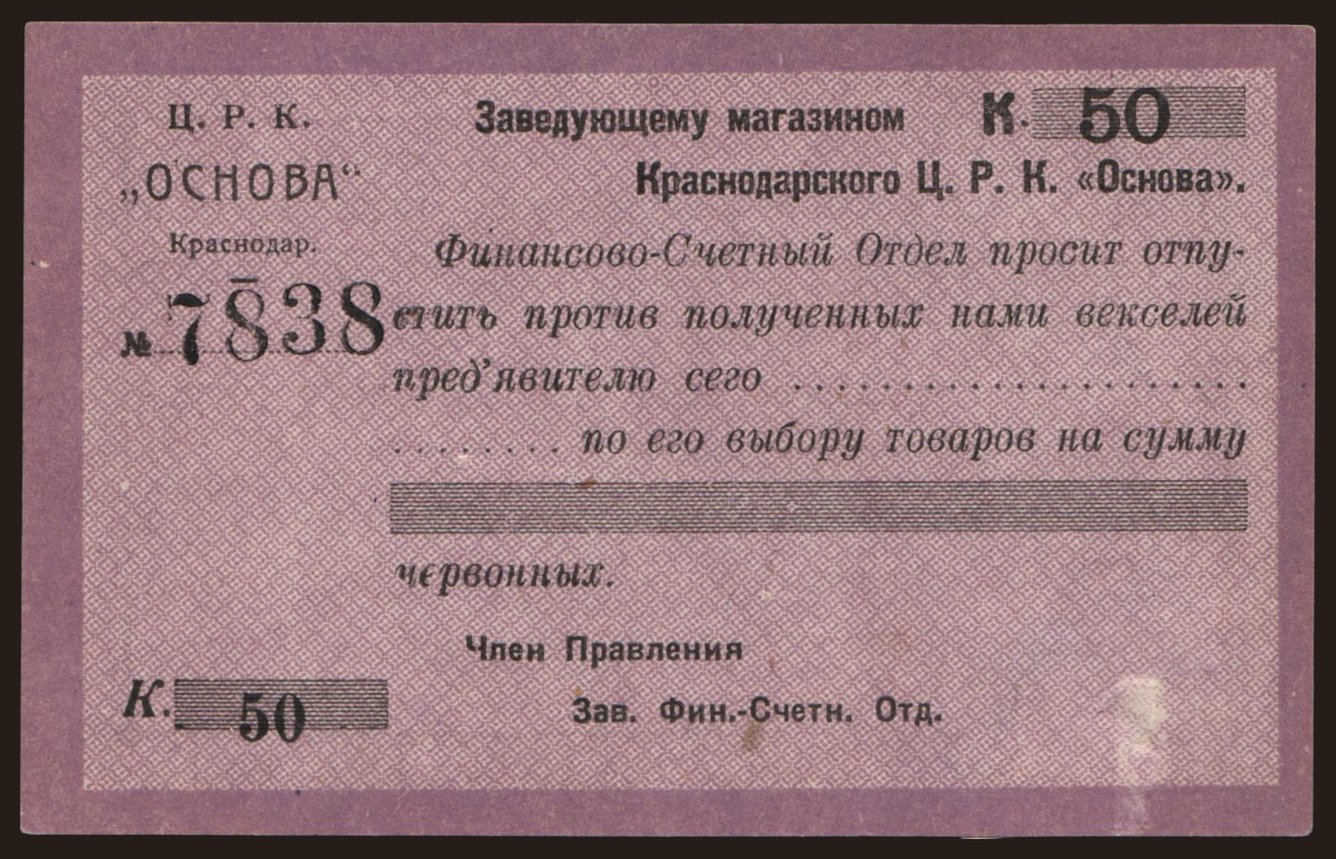 Ц. Р. К.
„ОСНОВА“
Краснодар.
№ 7838
К. 50
Заведующему магазином К. 50
Краснодарского Ц. Р. К. «Основа».
Финансово-Счетный Отдел просит отпу-
стить против полученных нами векселей
пред’явителю сего ......................
......... по его выбору товаров на сумму
червонных.
Член Правления
Зав. Фин.-Счетн. Отд.